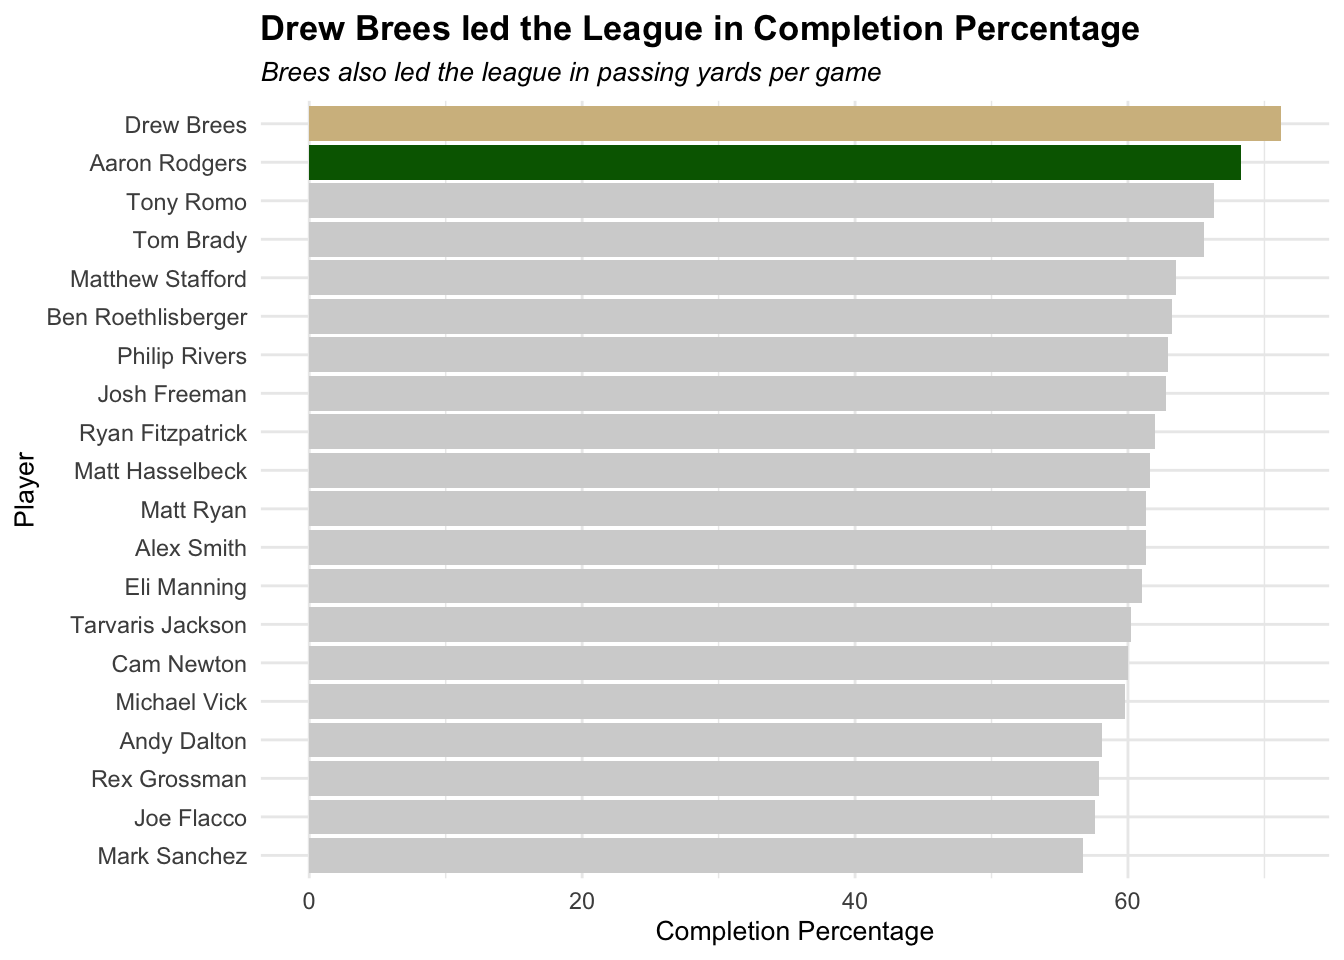 Drew Brees led the League in Completion Percentage
Brees also led the league in passing yards per game
Drew Brees
Aaron Rodgers
Tony Romo
Tom Brady
Matthew Stafford
Ben Roethlisberger
Philip Rivers
Josh Freeman
Ryan Fitzpatrick
Matt Hasselbeck
Matt Ryan
Alex Smith
Eli Manning
Tarvaris Jackson
Cam Newton
Michael Vick
Andy Dalton
Rex Grossman
Joe Flacco
Mark Sanchez
Player
0 20 40 60
Completion Percentage